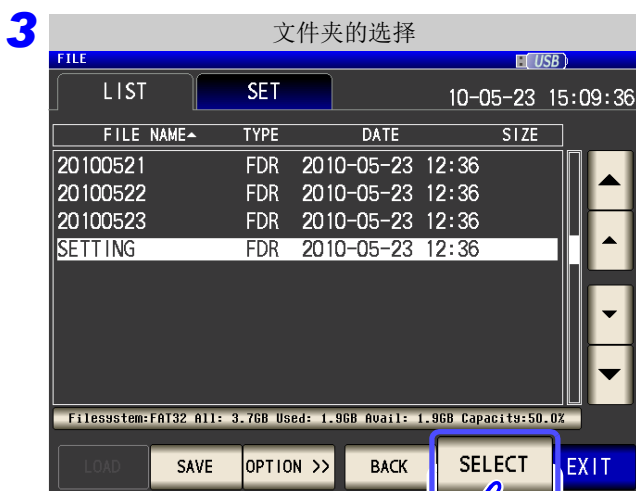 3 文件夹的选择
FILE USB
LIST SET 10-05-23 15:09:36
FILE NAME TYPE DATE SIZE
20100521 FDR 2010-05-23 12:36
20100522 FDR 2010-05-23 12:36
20100523 FDR 2010-05-23 12:36
SETTING FDR 2010-05-23 12:36
Filesystem:FAT32 All: 3.7GB Used: 1.9GB Avail: 1.9GB Capacity:50.0%
LOAD SAVE OPTION >> BACK SELECT EXIT